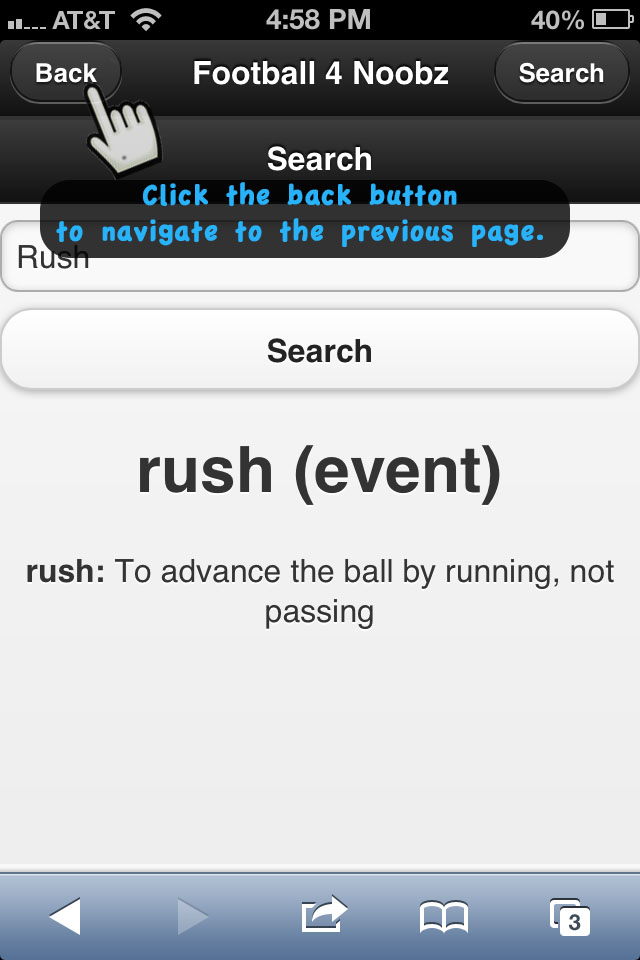 AT&T 4:58 PM 40%
Back Football 4 Noobz Search
Search
Click the back button
to navigate to the previous page.
Rush
Search
rush (event)
rush: To advance the ball by running, not
passing
3